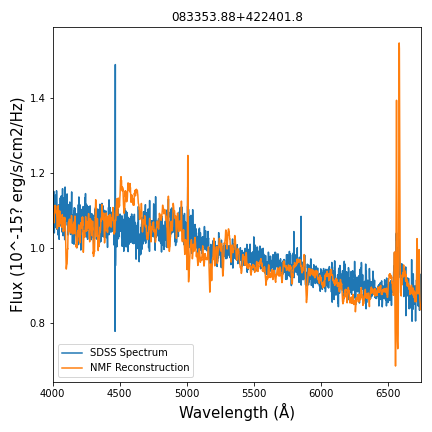 083353.88+422401.8
Flux (10^-15? erg/s/cm2/Hz)
1.4
1.2
1.0
0.8
SDSS Spectrum
NMF Reconstruction
4000 4500 5000 5500 6000 6500
Wavelength (Å)